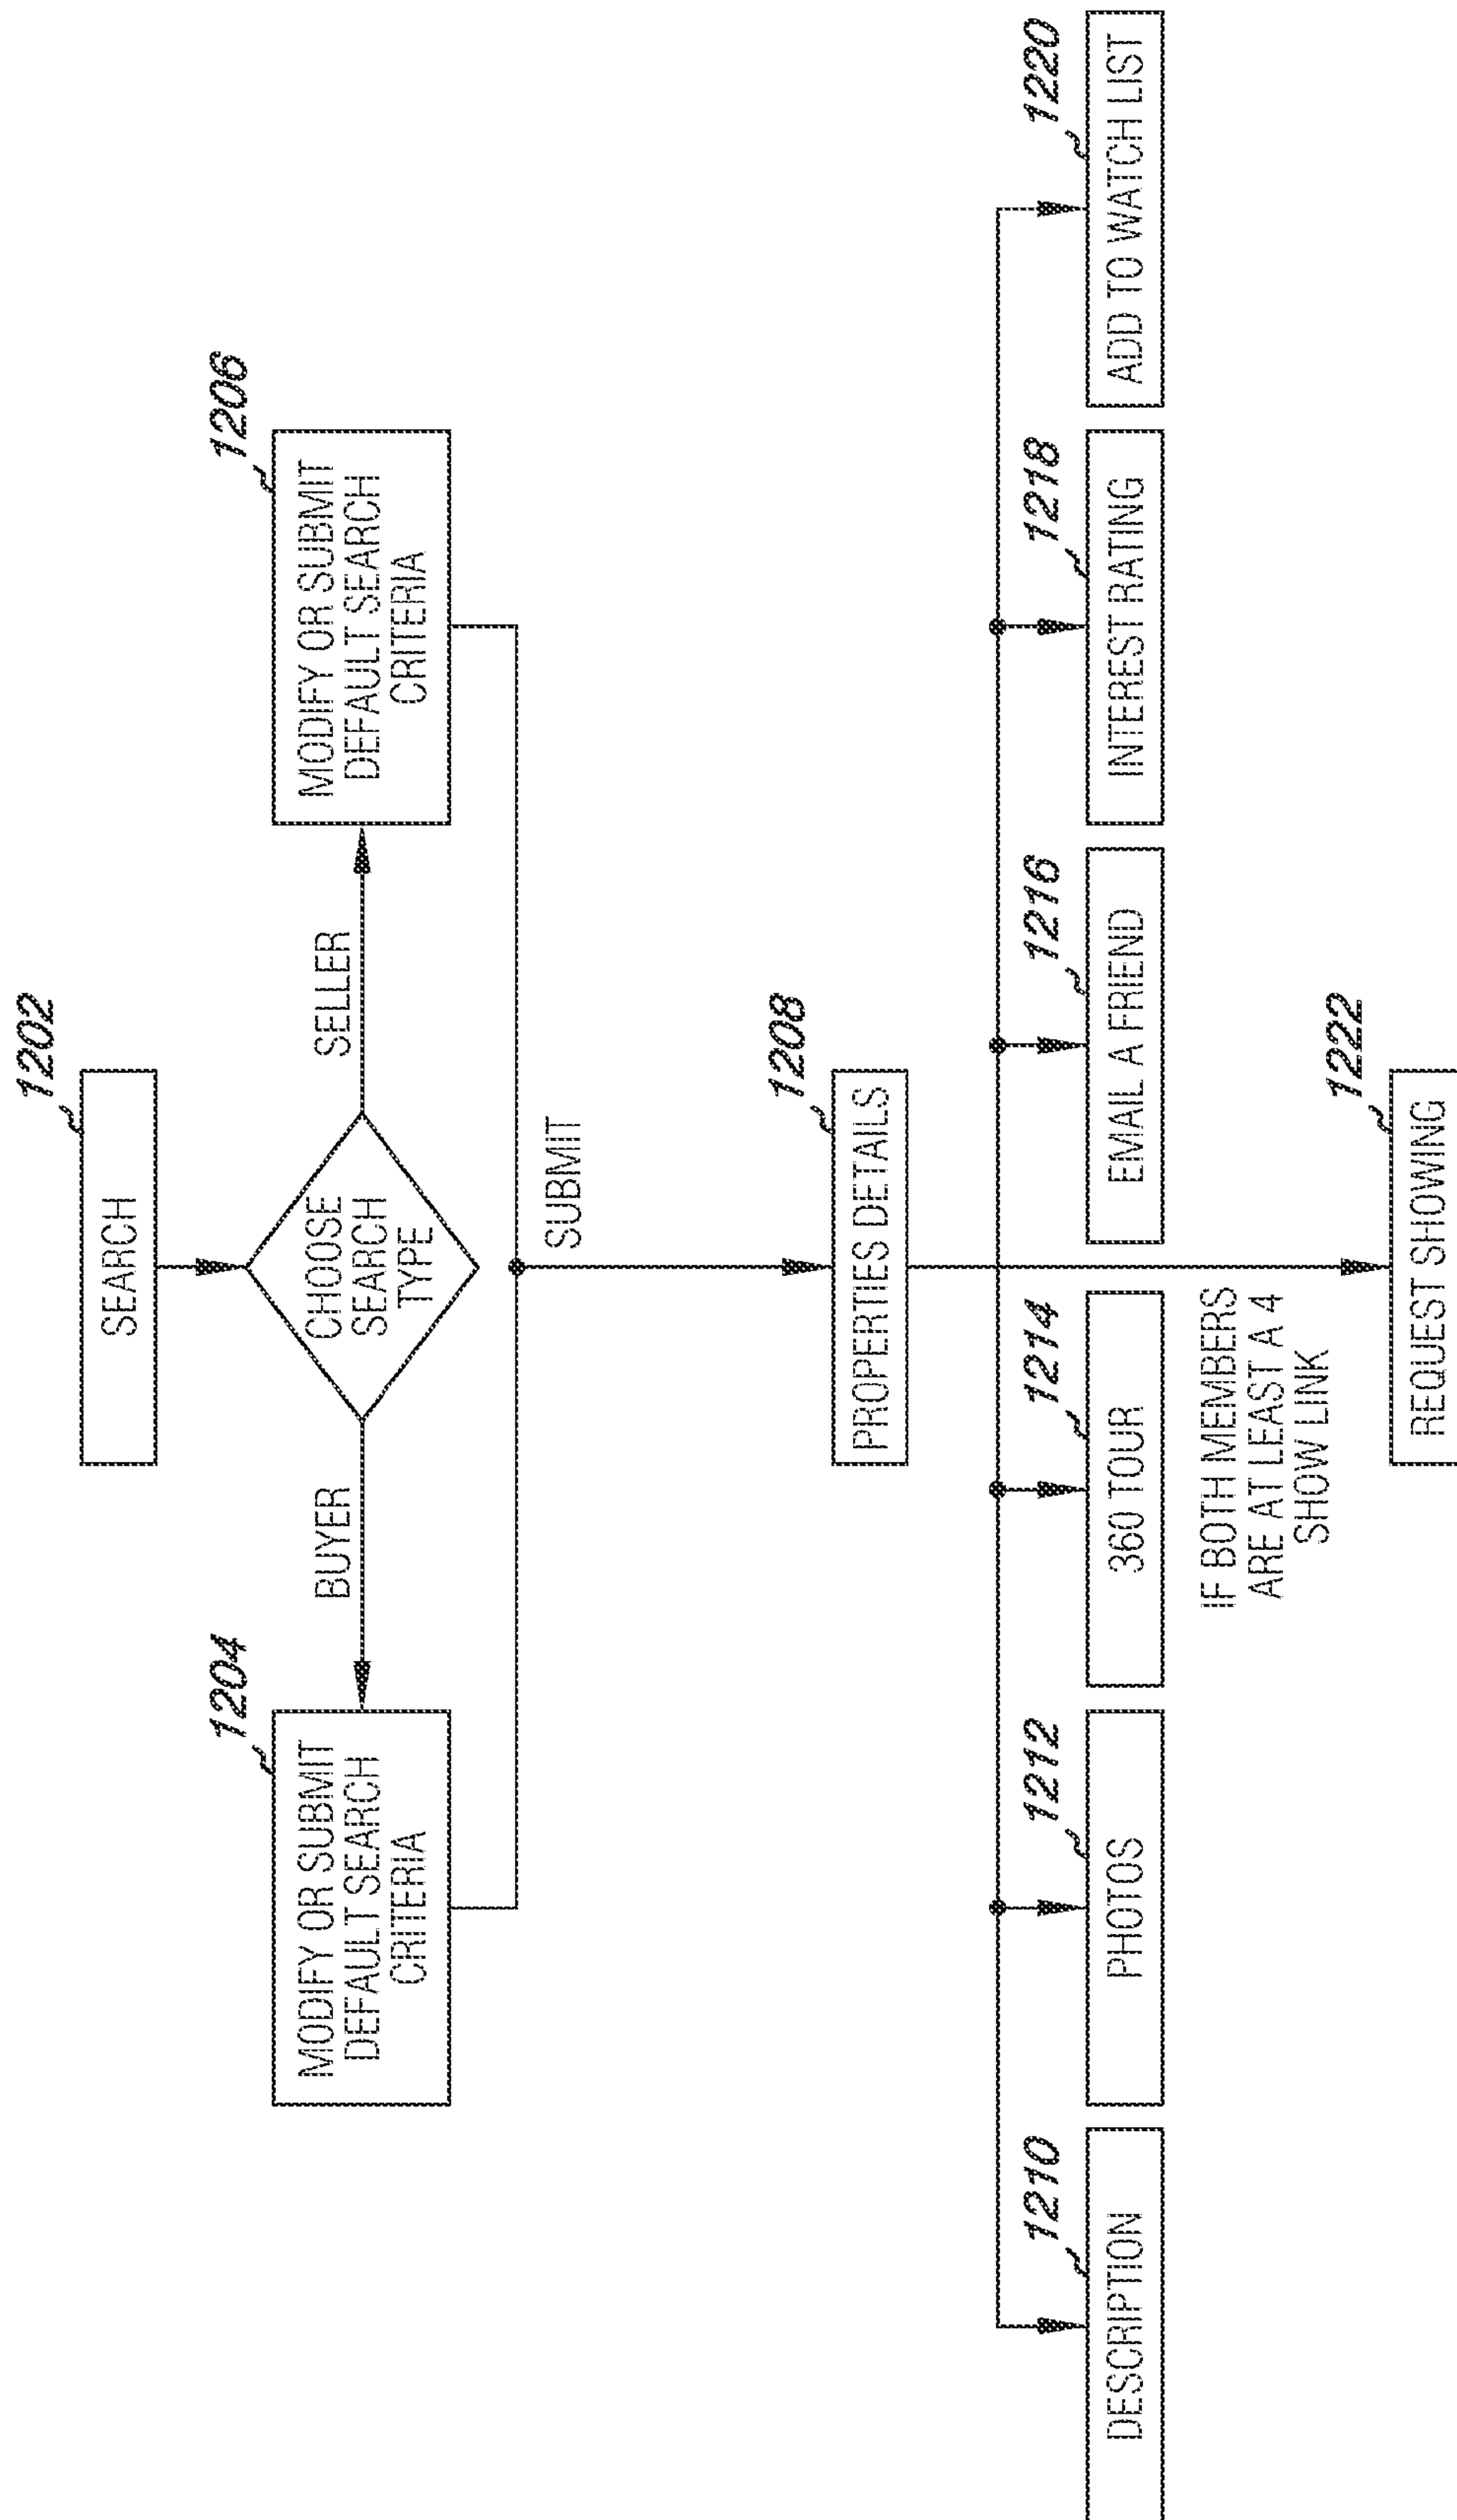 1202
SEARCH
CHOOSE
SEARCH
TYPE
BUYER
SELLER
1204
MODIFY OR SUBMIT
DEFAULT SEARCH
CRITERIA
1206
MODIFY OR SUBMIT
DEFAULT SEARCH
CRITERIA
SUBMIT
1208
PROPERTIES DETAILS
1210
DESCRIPTION
1212
PHOTOS
1214
360 TOUR
1216
EMAIL A FRIEND
1218
INTEREST RATING
1220
ADD TO WATCH LIST
IF BOTH MEMBERS
ARE AT LEAST A 4
SHOW LINK
1222
REQUEST SHOWING